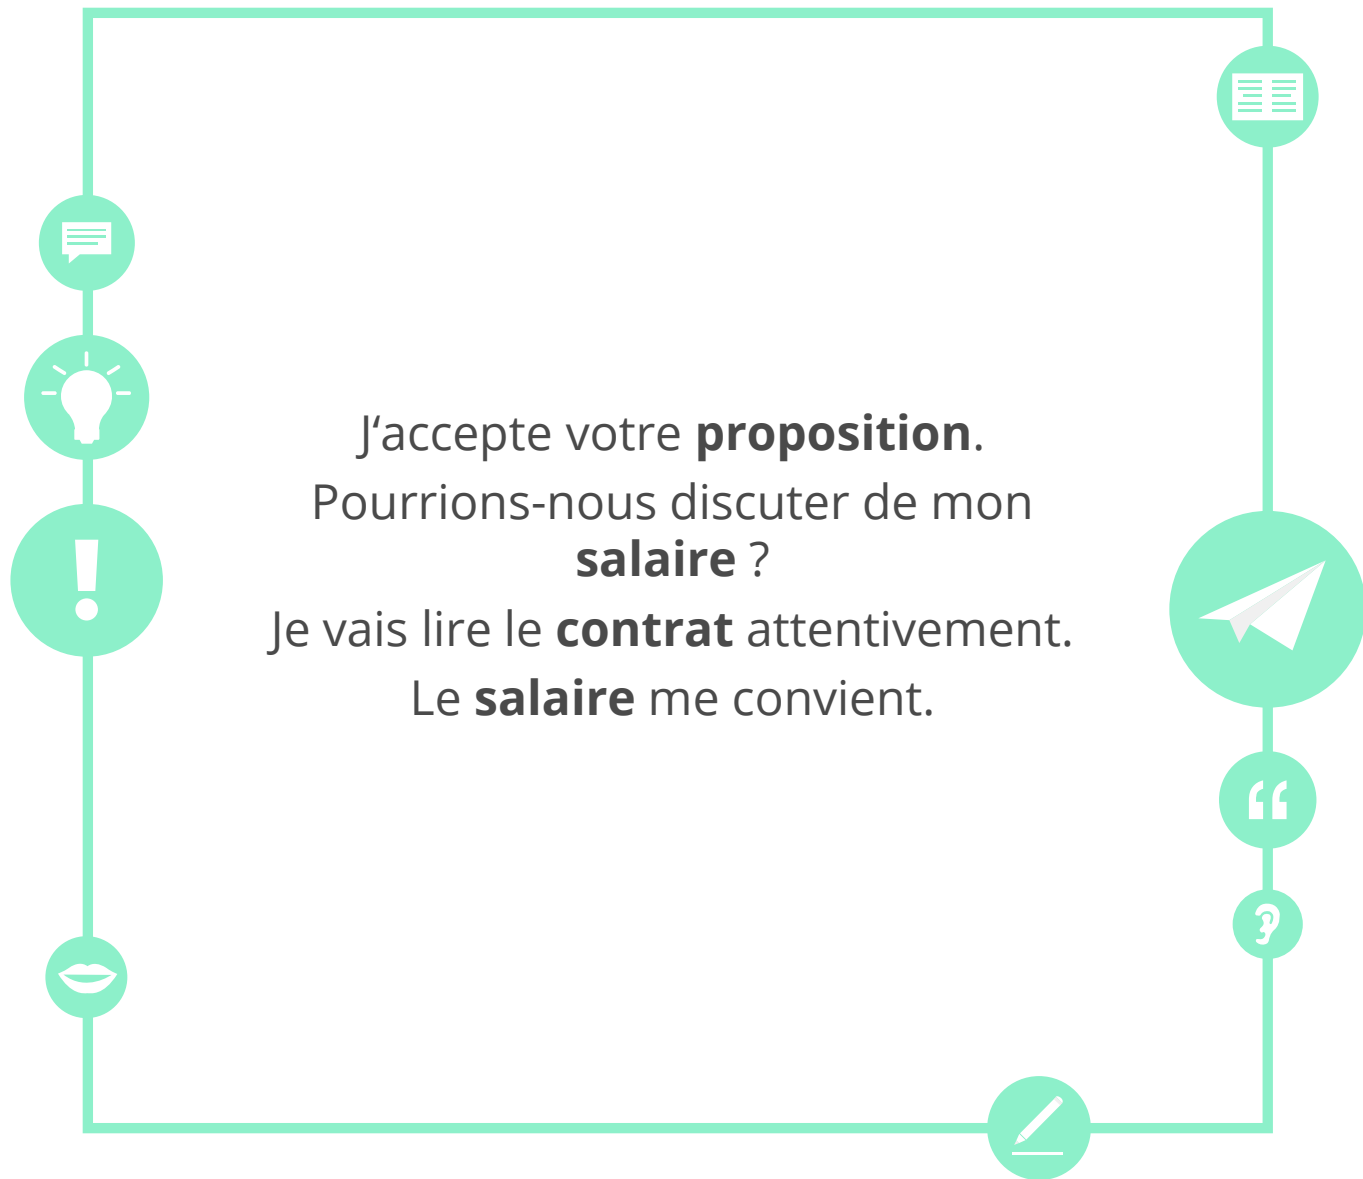 J‘accepte votre proposition.
Pourrions-nous discuter de mon
salaire ?
Je vais lire le contrat attentivement.
Le salaire me convient.